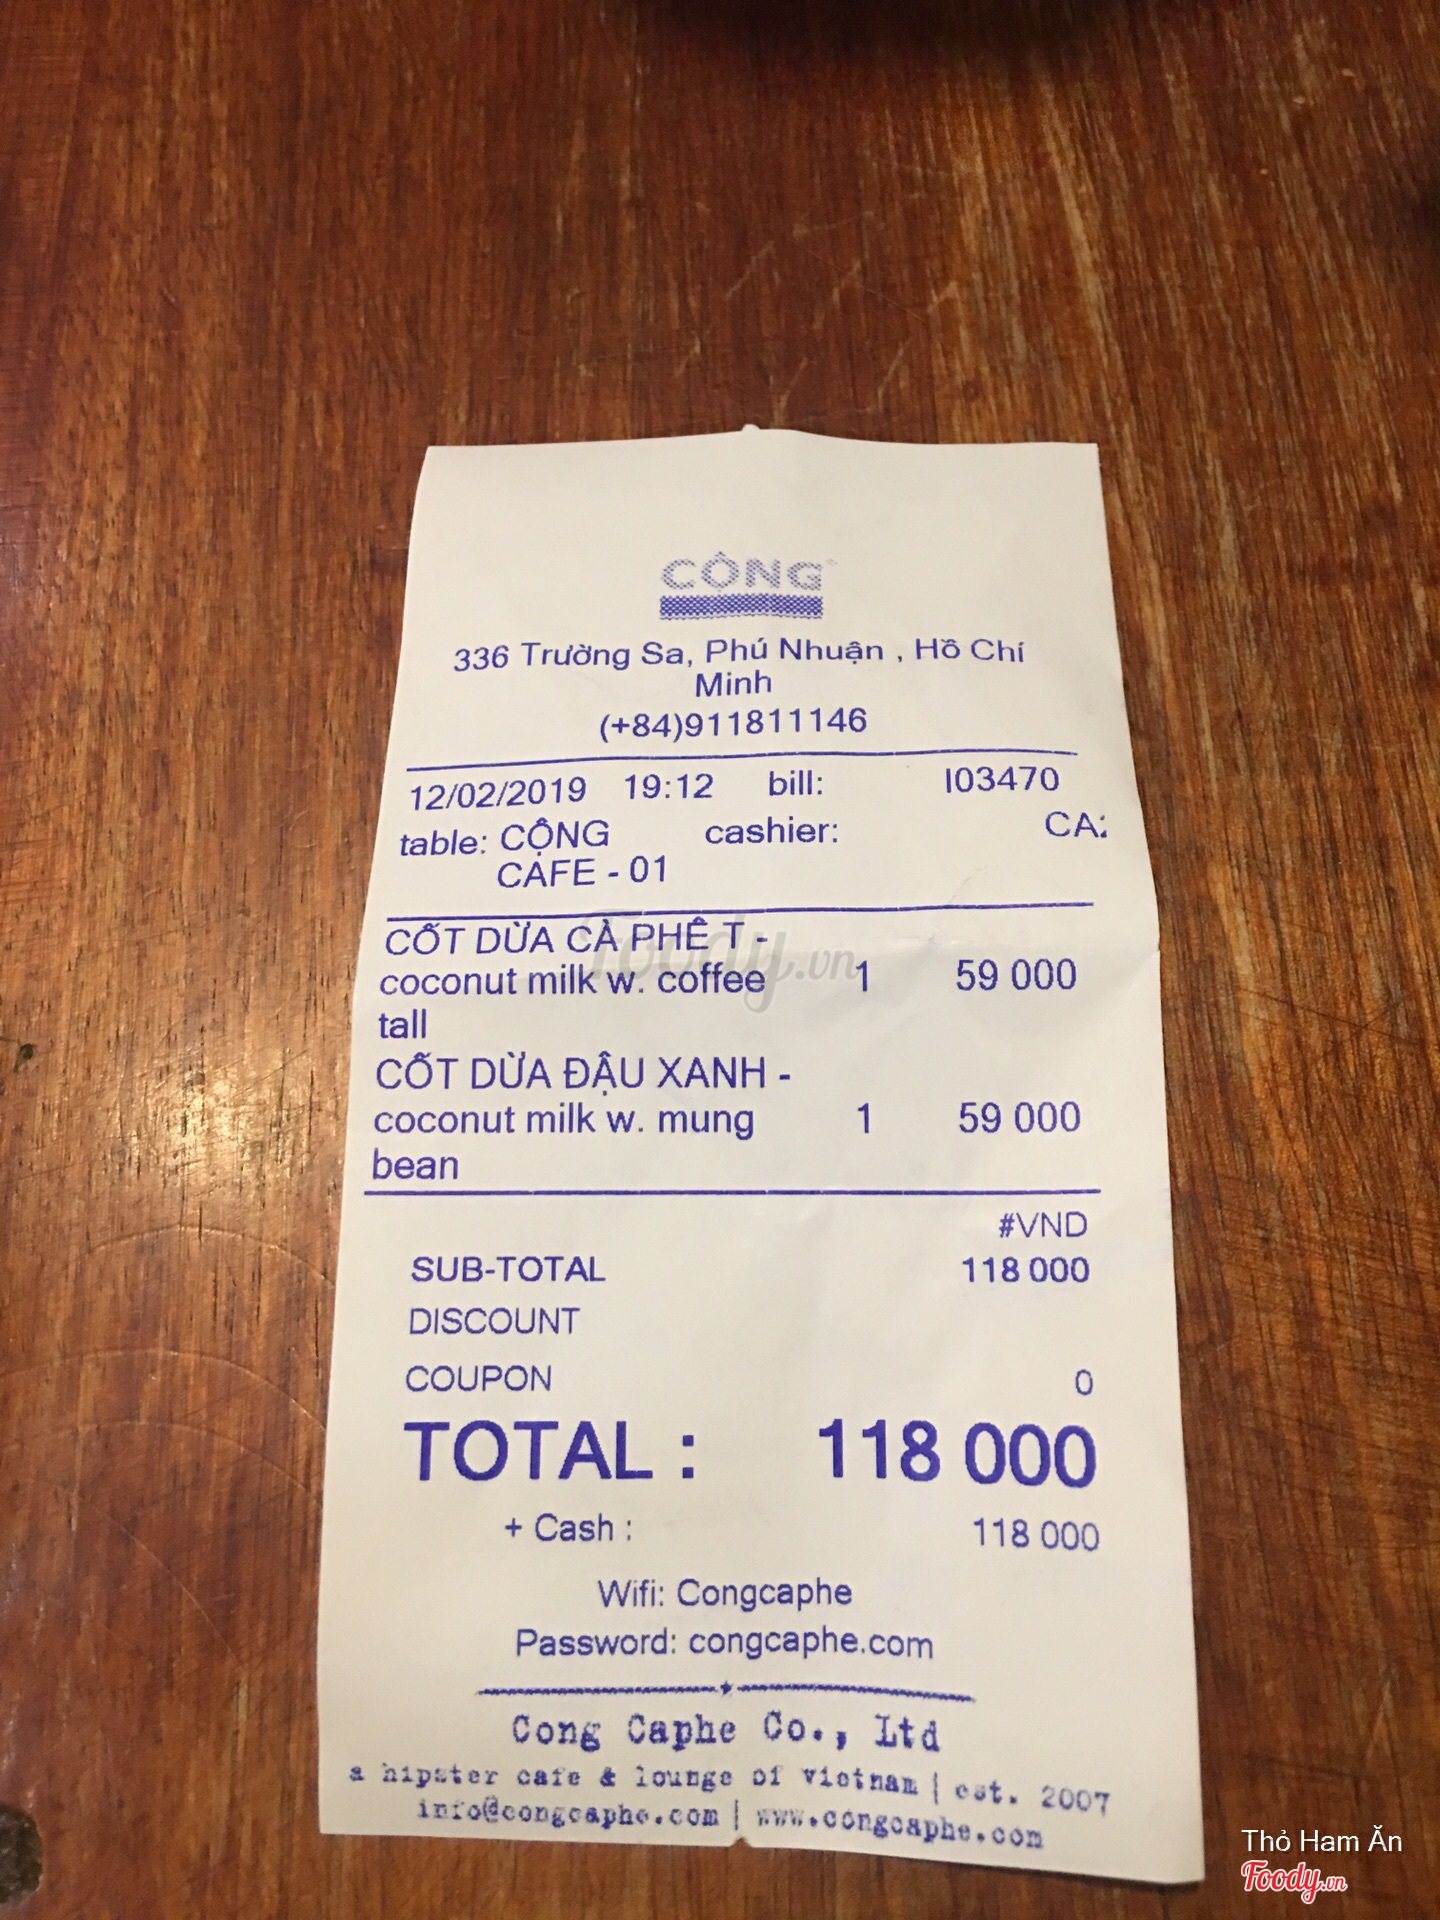 CỘNG
336 Trường Sa, Phú Nhuận , Hồ Chí
Minh
(+84)911811146
12/02/2019 19:12 bill: I03470
table: CỘNG cashier:
CAFE - 01
CỐT DỪA CÀ PHÊ T -
coconut milk w. coffee 1 59 000
tall
CỐT DỪA ĐẬU XANH -
coconut milk w. mung 1 59 000
bean
#VND
SUB-TOTAL 118 000
DISCOUNT
COUPON 0
TOTAL : 118 000
+ Cash : 118 000
Wifi: Congcaphe
Password: congcaphe.com
Cong Caphe Co., Ltd
a hipster cafe & lounge of vietnam | est. 2007
info@congcaphe.com | www.congcaphe.com
Foody.vn
Thỏ Ham Ăn
Foody.vn